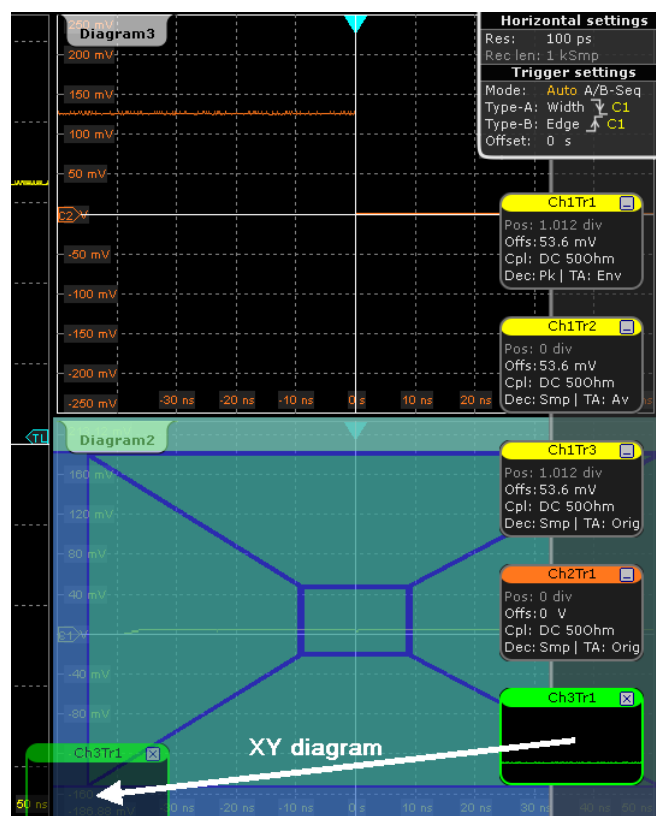 250 mV
Diagram3
200 mV
150 mV
100 mV
50 mV
C2 V
-50 mV
-100 mV
-150 mV
-200 mV
-250 mV
-30 ns -20 ns -10 ns 0 s 10 ns 20 ns ns
Horizontal settings
Res: 100 ps
Rec len: 1 kSmp
Trigger settings
Mode: Auto A/B-Seq
Type-A: Width C1
Type-B: Edge C1
Offset: 0 s
Ch1Tr1
Pos: 1.012 div
Offs:53.6 mV
Cpl: DC 50Ohm
Dec: Pk | TA: Env
Ch1Tr2
Pos: 0 div
Offs:53.6 mV
Cpl: DC 50Ohm
Dec: Smp | TA: Av
TL
Diagram2
160 mV
120 mV
80 mV
40 mV
C1 V
-40 mV
-80 mV
Ch1Tr3
Pos: 1.012 div
Offs:53.6 mV
Cpl: DC 50Ohm
Dec: Smp | TA: Orig
Ch2Tr1
Pos: 0 div
Offs:0 V
Cpl: DC 50Ohm
Dec: Smp | TA: Orig
Ch3Tr1
XY diagram
Ch3Tr1
50 ns
-160
-196.88 mV
-30 ns -20 ns -10 ns 0 s 10 ns 20 ns 30 ns 40 ns 50 ns